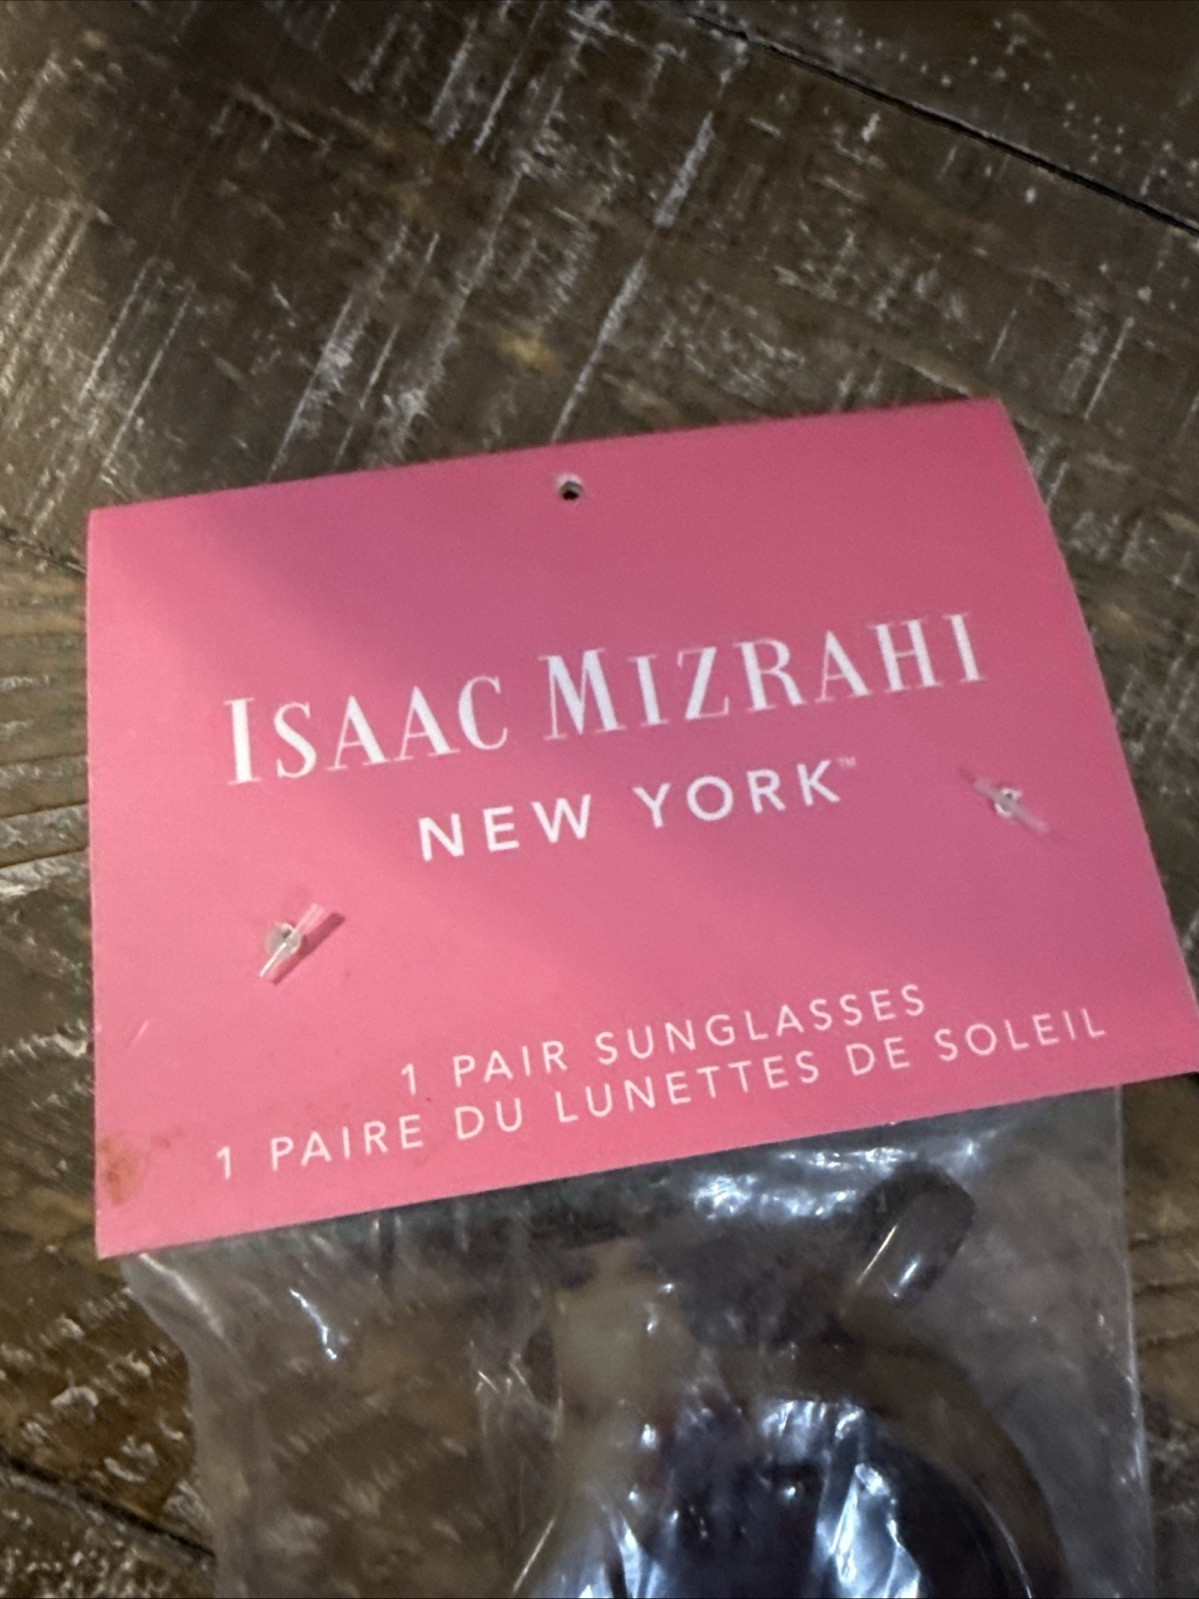 ISAAC MIZRAHI
NEW YORK™
1 PAIR SUNGLASSES
1 PAIRE DU LUNETTES DE SOLEIL